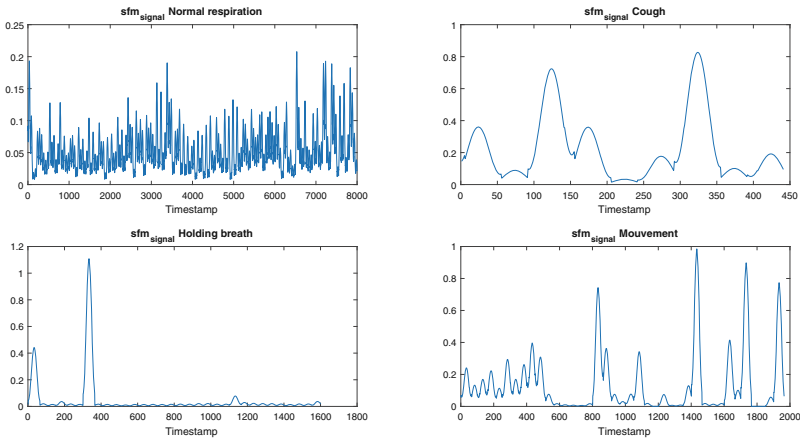 sfm_signal Normal respiration
0.25
0.2
0.15
0.1
0.05
0
0 1000 2000 3000 4000 5000 6000 7000 8000
Timestamp
sfm_signal Cough
1
0.8
0.6
0.4
0.2
0
0 50 100 150 200 250 300 350 400 450
Timestamp
sfm_signal Holding breath
1.2
1
0.8
0.6
0.4
0.2
0
0 200 400 600 800 1000 1200 1400 1600 1800
Timestamp
sfm_signal Mouvement
1
0.8
0.6
0.4
0.2
0
0 200 400 600 800 1000 1200 1400 1600 1800 2000
Timestamp